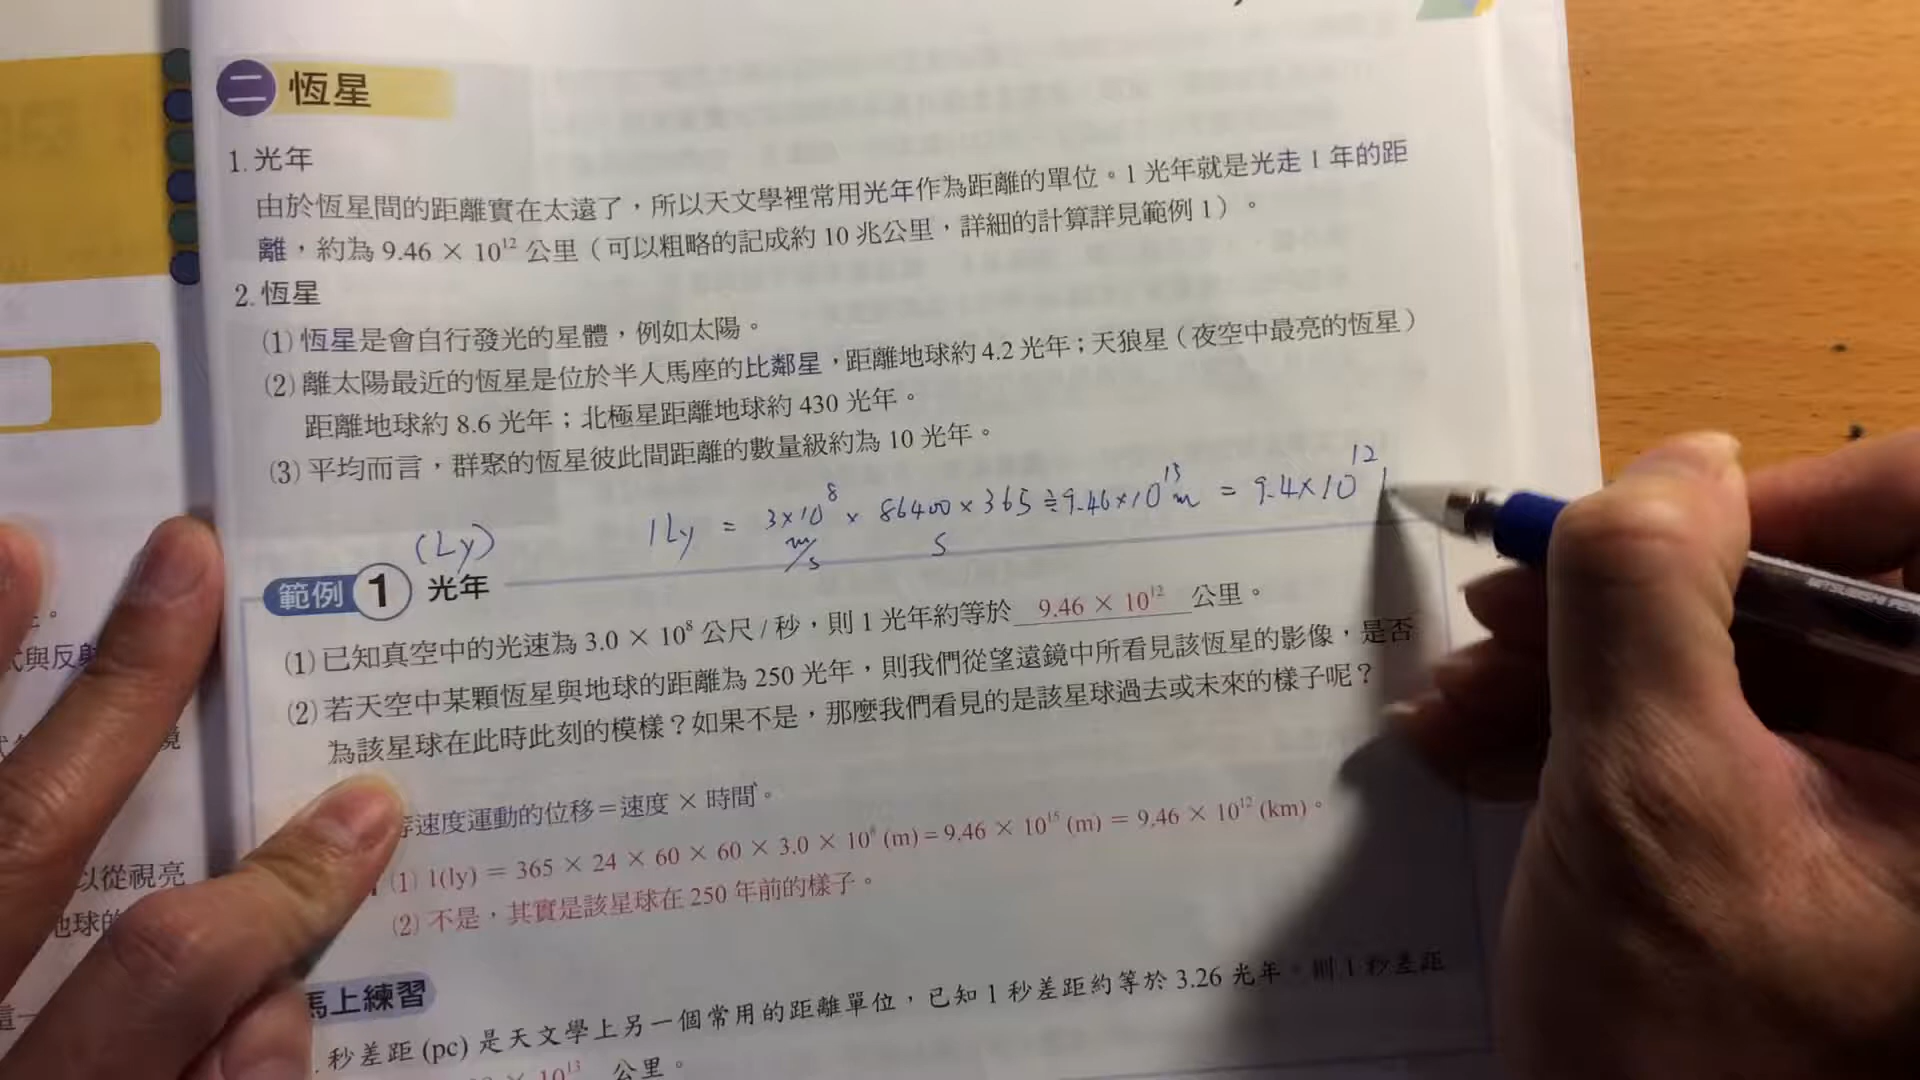 二 恆星
1. 光年
由於恆星間的距離實在太遠了，所以天文學裡常用光年作為距離的單位。1 光年就是光走 1 年的距
離，約為 9.46 × 10¹² 公里（可以粗略的記成約 10 兆公里，詳細的計算詳見範例 1）。
2. 恆星
(1) 恆星是會自行發光的星體，例如太陽。
(2) 離太陽最近的恆星是位於半人馬座的比鄰星，距離地球約 4.2 光年；天狼星（夜空中最亮的恆星）
距離地球約 8.6 光年；北極星距離地球約 430 光年。
(3) 平均而言，群聚的恆星彼此間距離的數量級約為 10 光年。
1Ly = 3×10⁸ m/s × 86400 s × 365 ≒ 9.46×10¹⁵ m = 9.4×10¹²
(Ly)
範例 1 光年
(1) 已知真空中的光速為 3.0 × 10⁸ 公尺 / 秒，則 1 光年約等於 9.46 × 10¹² 公里。
(2) 若天空中某顆恆星與地球的距離為 250 光年，則我們從望遠鏡中所看見該恆星的影像，是否
為該星球在此時此刻的模樣？如果不是，那麼我們看見的是該星球過去或未來的樣子呢？
等速度運動的位移＝速度 × 時間。
(1) 1(ly) = 365 × 24 × 60 × 60 × 3.0 × 10⁸ (m) = 9.46 × 10¹⁵ (m) = 9.46 × 10¹² (km)。
(2) 不是，其實是該星球在 250 年前的樣子。
馬上練習
秒差距 (pc) 是天文學上另一個常用的距離單位，已知 1 秒差距約等於 3.26 光年。則 1 秒差距
× 10¹³ 公里。
式與反射
以從視亮
地球的
這一